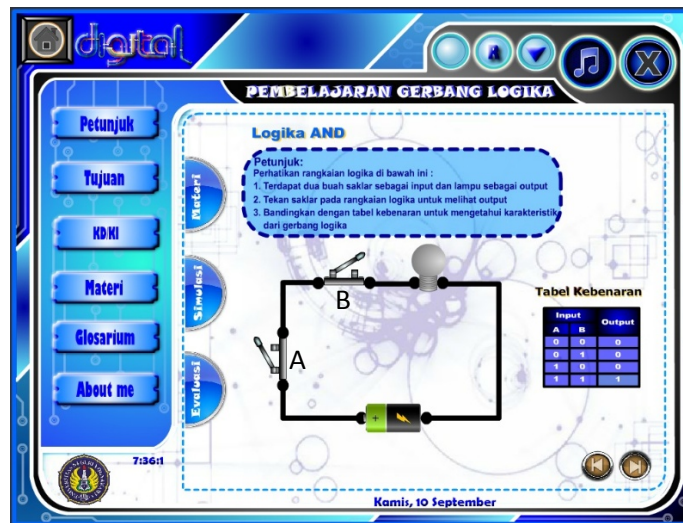 digital
A
X
PEMBELAJARAN GERBANG LOGIKA
Petunjuk
Tujuan
KD/KI
Materi
Glosarium
About me
7:36:1
Materi
Simulasi
Evaluasi
Logika AND
Petunjuk:
Perhatikan rangkaian logika di bawah ini :
1. Terdapat dua buah saklar sebagai input dan lampu sebagai output
2. Tekan saklar pada rangkaian logika untuk melihat output
3. Bandingkan dengan tabel kebenaran untuk mengetahui karakteristik
dari gerbang logika
B
A
+
Tabel Kebenaran
Input Output
A B
0 0 0
0 1 0
1 0 0
1 1 1
Kamis, 10 September